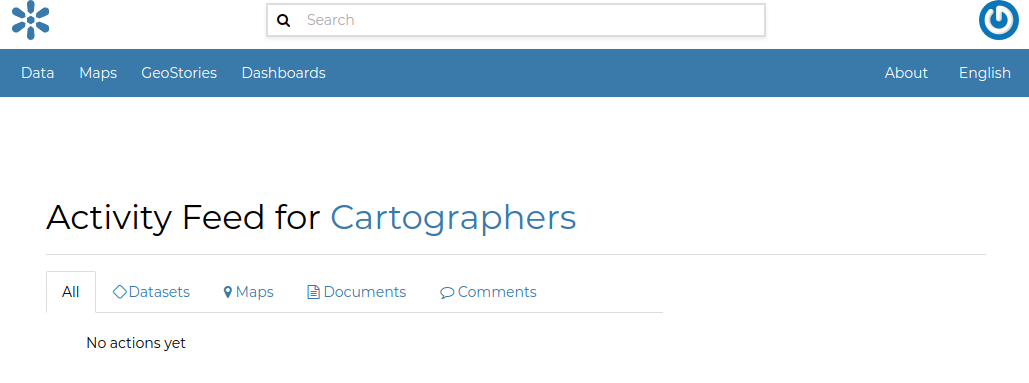 Search
Data Maps GeoStories Dashboards About English
Activity Feed for Cartographers
All Datasets Maps Documents Comments
No actions yet